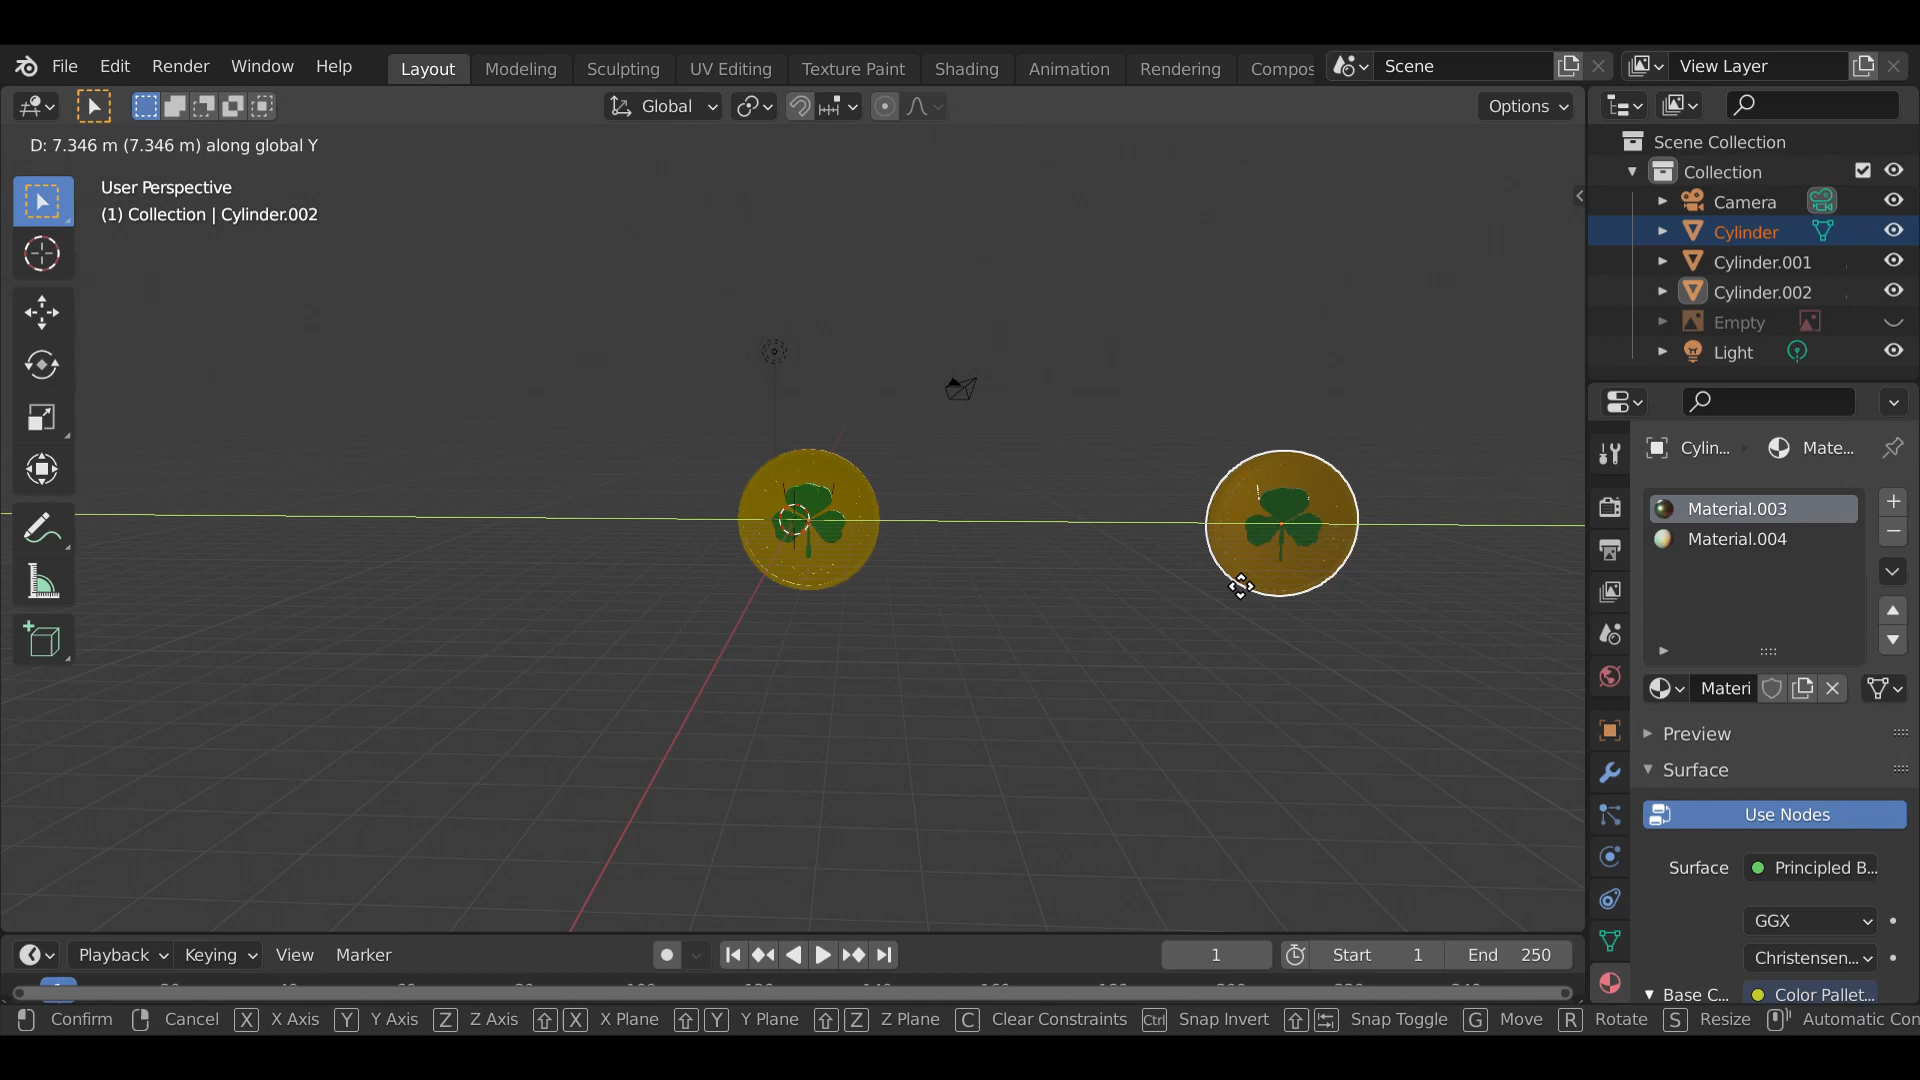 File Edit Render Window Help Layout Modeling Sculpting UV Editing Texture Paint Shading Animation Rendering Compos Scene View Layer
Global Options
D: 7.346 m (7.346 m) along global Y
User Perspective
(1) Collection | Cylinder.002
Scene Collection
Collection
Camera
Cylinder
Cylinder.001
Cylinder.002
Empty
Light
Cylin... Mate...
Material.003
Material.004
Materi
Preview
Surface
Use Nodes
Surface Principled B...
GGX
Christensen...
Base C... Color Pallet...
Playback Keying View Marker 1 Start 1 End 250
Confirm Cancel X X Axis Y Y Axis Z Z Axis X X Plane Y Y Plane Z Z Plane C Clear Constraints Ctrl Snap Invert Snap Toggle G Move R Rotate S Resize Automatic Con